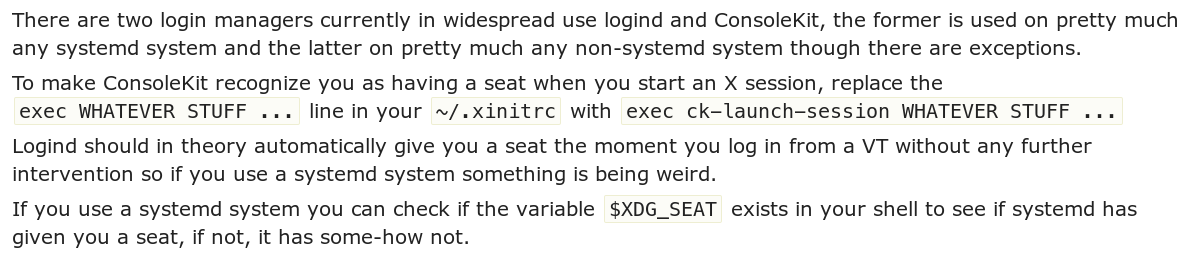 There are two login managers currently in widespread use logind and ConsoleKit, the former is used on pretty much
any systemd system and the latter on pretty much any non-systemd system though there are exceptions.
To make ConsoleKit recognize you as having a seat when you start an X session, replace the
exec WHATEVER STUFF ... line in your ~/.xinitrc with exec ck-launch-session WHATEVER STUFF ...
Logind should in theory automatically give you a seat the moment you log in from a VT without any further
intervention so if you use a systemd system something is being weird.
If you use a systemd system you can check if the variable $XDG_SEAT exists in your shell to see if systemd has
given you a seat, if not, it has some-how not.